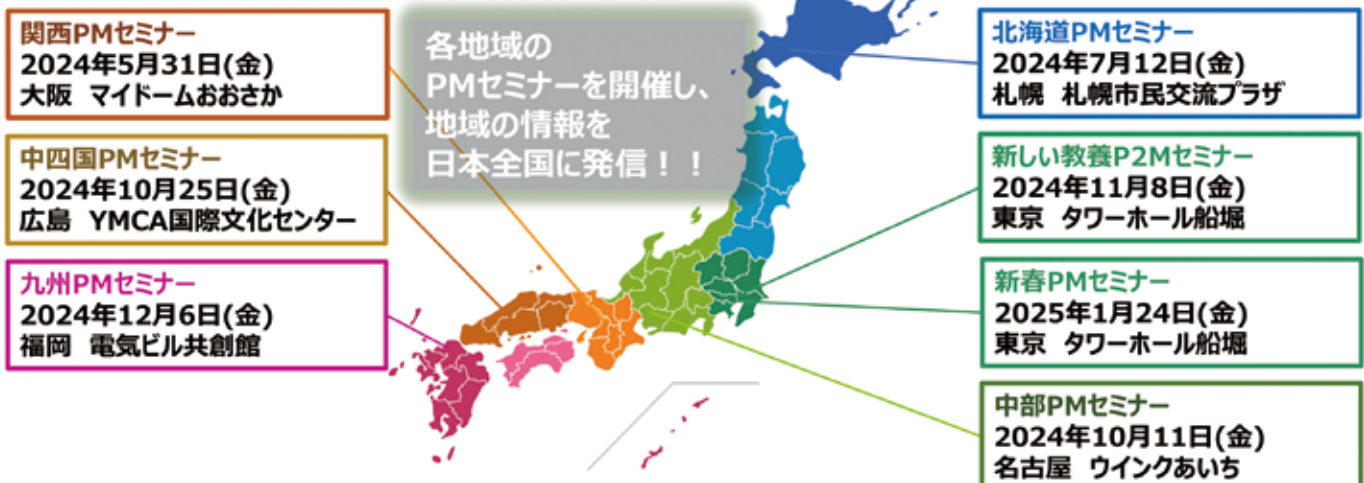 関西PMセミナー
2024年5月31日(金)
大阪 マイドームおおさか
中四国PMセミナー
2024年10月25日(金)
広島 YMCA国際文化センター
九州PMセミナー
2024年12月6日(金)
福岡 電気ビル共創館
各地域の
PMセミナーを開催し、
地域の情報を
日本全国に発信！！
北海道PMセミナー
2024年7月12日(金)
札幌 札幌市民交流プラザ
新しい教養P2Mセミナー
2024年11月8日(金)
東京 タワーホール船堀
新春PMセミナー
2025年1月24日(金)
東京 タワーホール船堀
中部PMセミナー
2024年10月11日(金)
名古屋 ウインクあいち